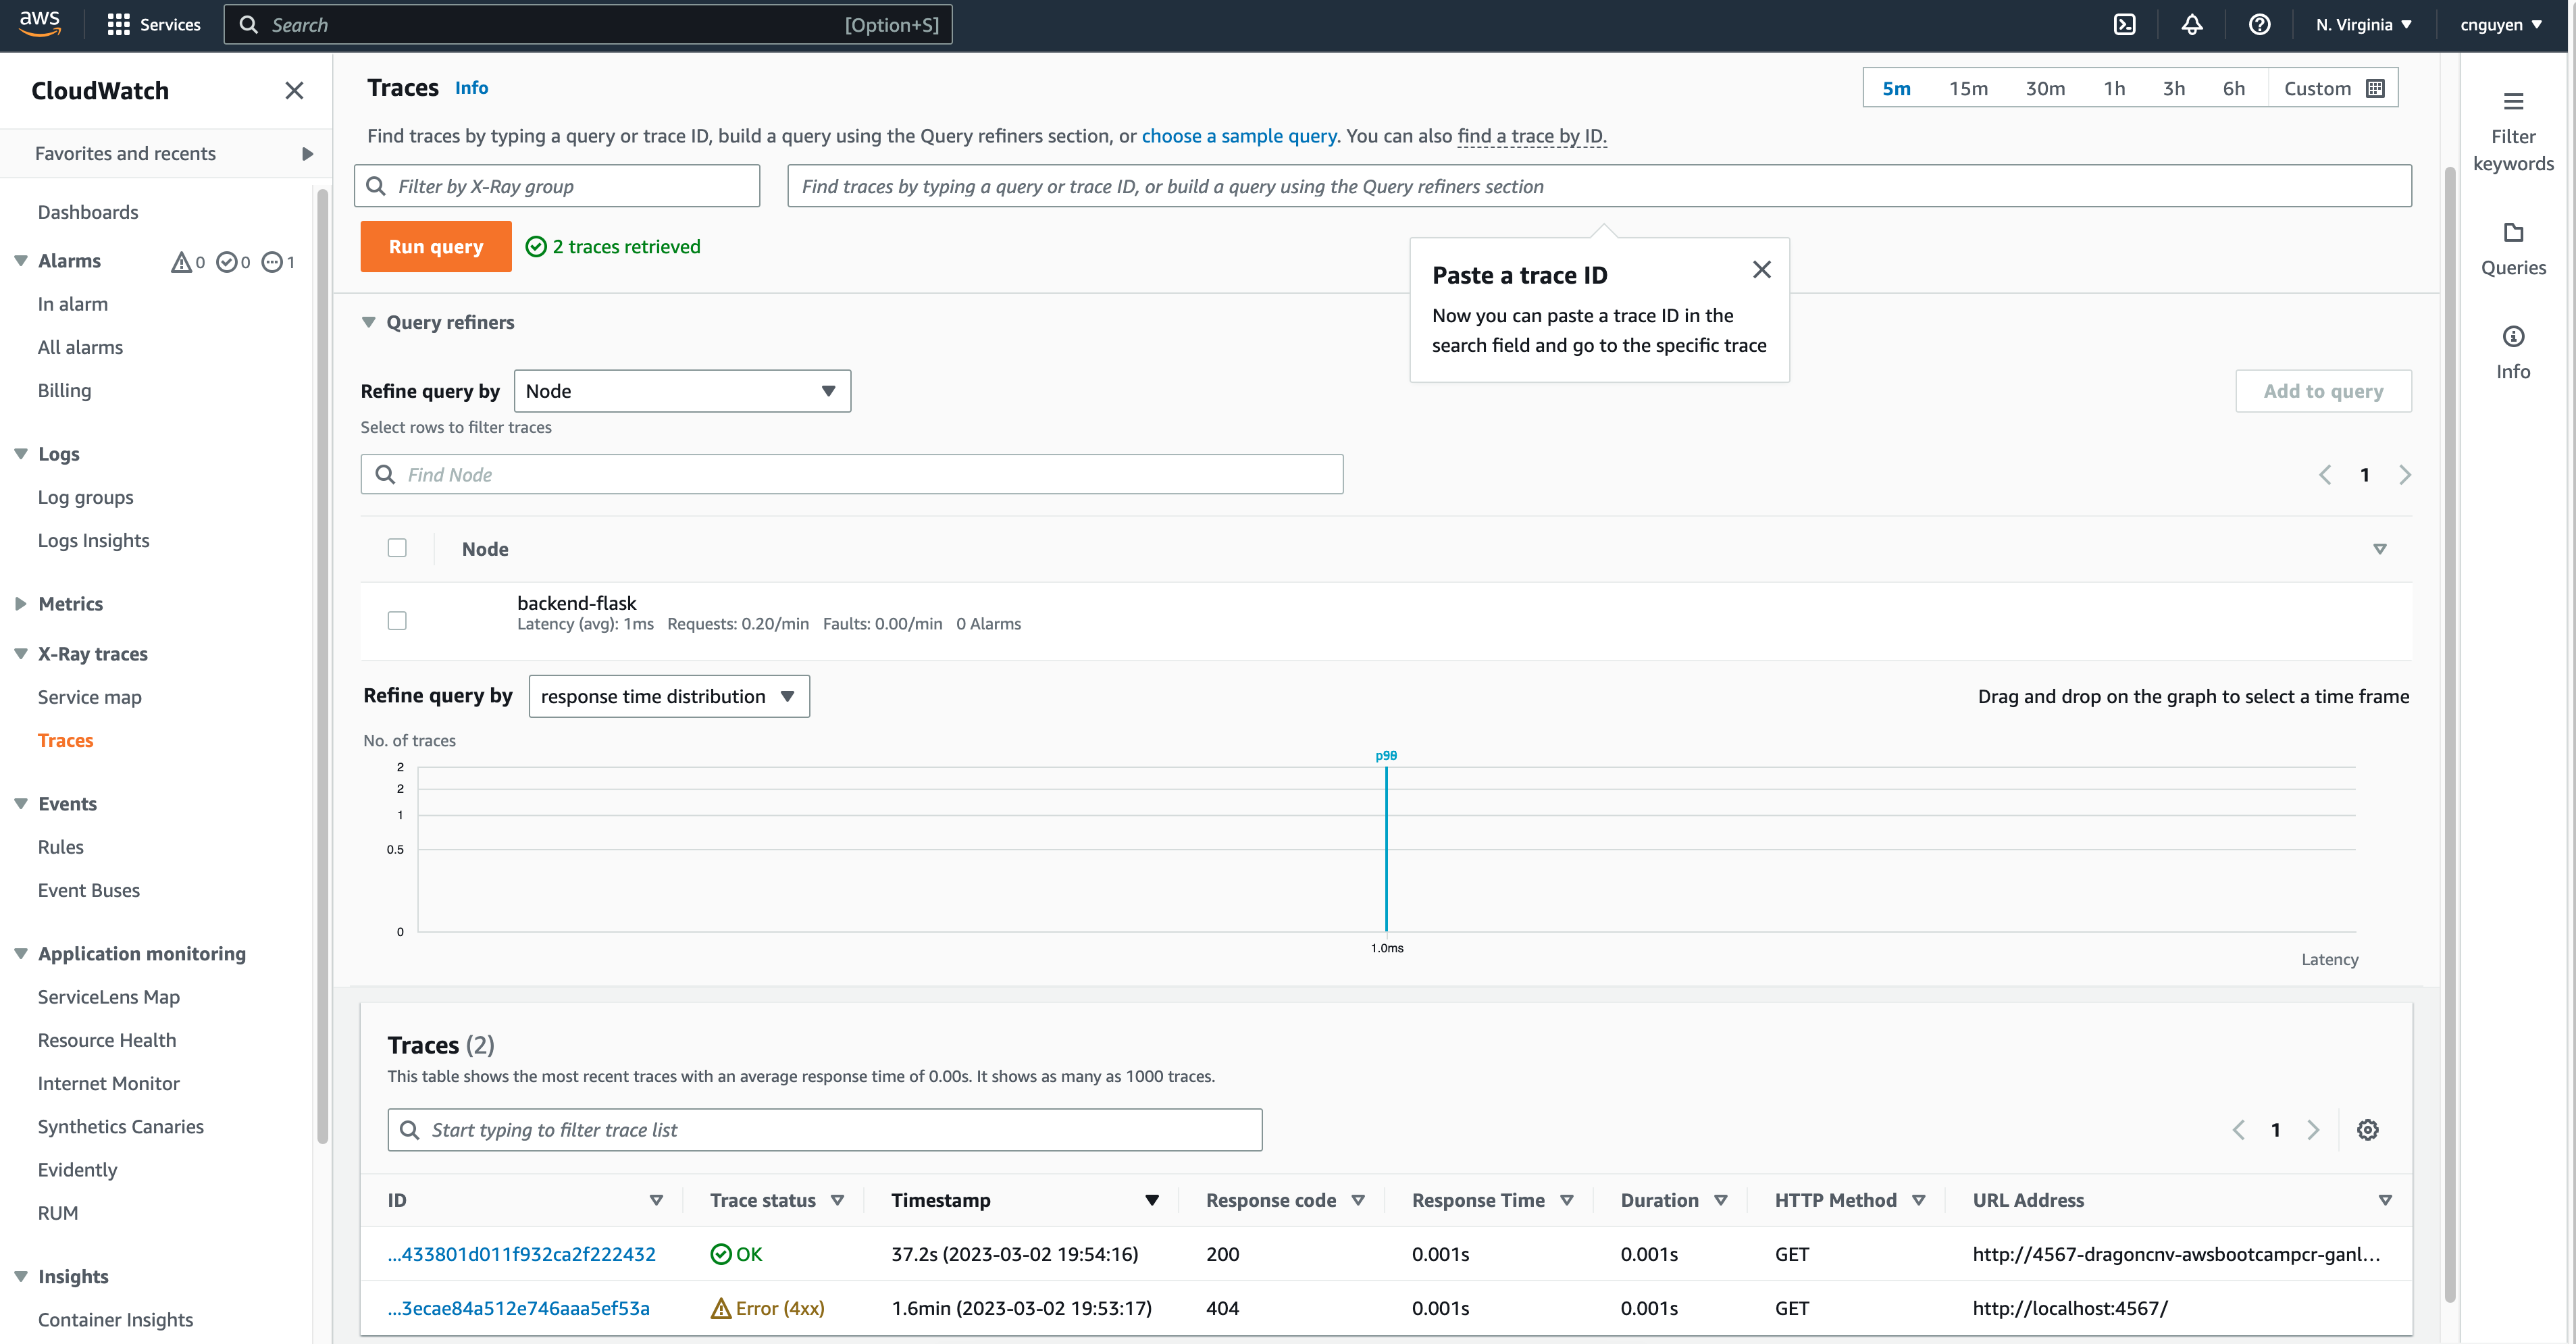 aws
Services
Search
[Option+S]
N. Virginia
cnguyen
CloudWatch
Favorites and recents
Dashboards
Alarms
0
0
1
In alarm
All alarms
Billing
Logs
Log groups
Logs Insights
Metrics
X-Ray traces
Service map
Traces
Events
Rules
Event Buses
Application monitoring
ServiceLens Map
Resource Health
Internet Monitor
Synthetics Canaries
Evidently
RUM
Insights
Container Insights
Traces
Info
5m
15m
30m
1h
3h
6h
Custom
Find traces by typing a query or trace ID, build a query using the Query refiners section, or choose a sample query. You can also find a trace by ID.
Filter by X-Ray group
Find traces by typing a query or trace ID, or build a query using the Query refiners section
Run query
2 traces retrieved
Paste a trace ID
Now you can paste a trace ID in the
search field and go to the specific trace
Query refiners
Refine query by
Node
Add to query
Select rows to filter traces
Find Node
1
Node
backend-flask
Latency (avg): 1ms Requests: 0.20/min Faults: 0.00/min 0 Alarms
Refine query by
response time distribution
Drag and drop on the graph to select a time frame
No. of traces
2
2
1
0.5
0
1.0ms
Latency
Traces (2)
This table shows the most recent traces with an average response time of 0.00s. It shows as many as 1000 traces.
Start typing to filter trace list
1
ID
Trace status
Timestamp
Response code
Response Time
Duration
HTTP Method
URL Address
...433801d011f932ca2f222432
OK
37.2s (2023-03-02 19:54:16)
200
0.001s
0.001s
GET
http://4567-dragoncnv-awsbootcampcr-ganl...
...3ecae84a512e746aaa5ef53a
Error (4xx)
1.6min (2023-03-02 19:53:17)
404
0.001s
0.001s
GET
http://localhost:4567/
Filter
keywords
Queries
Info